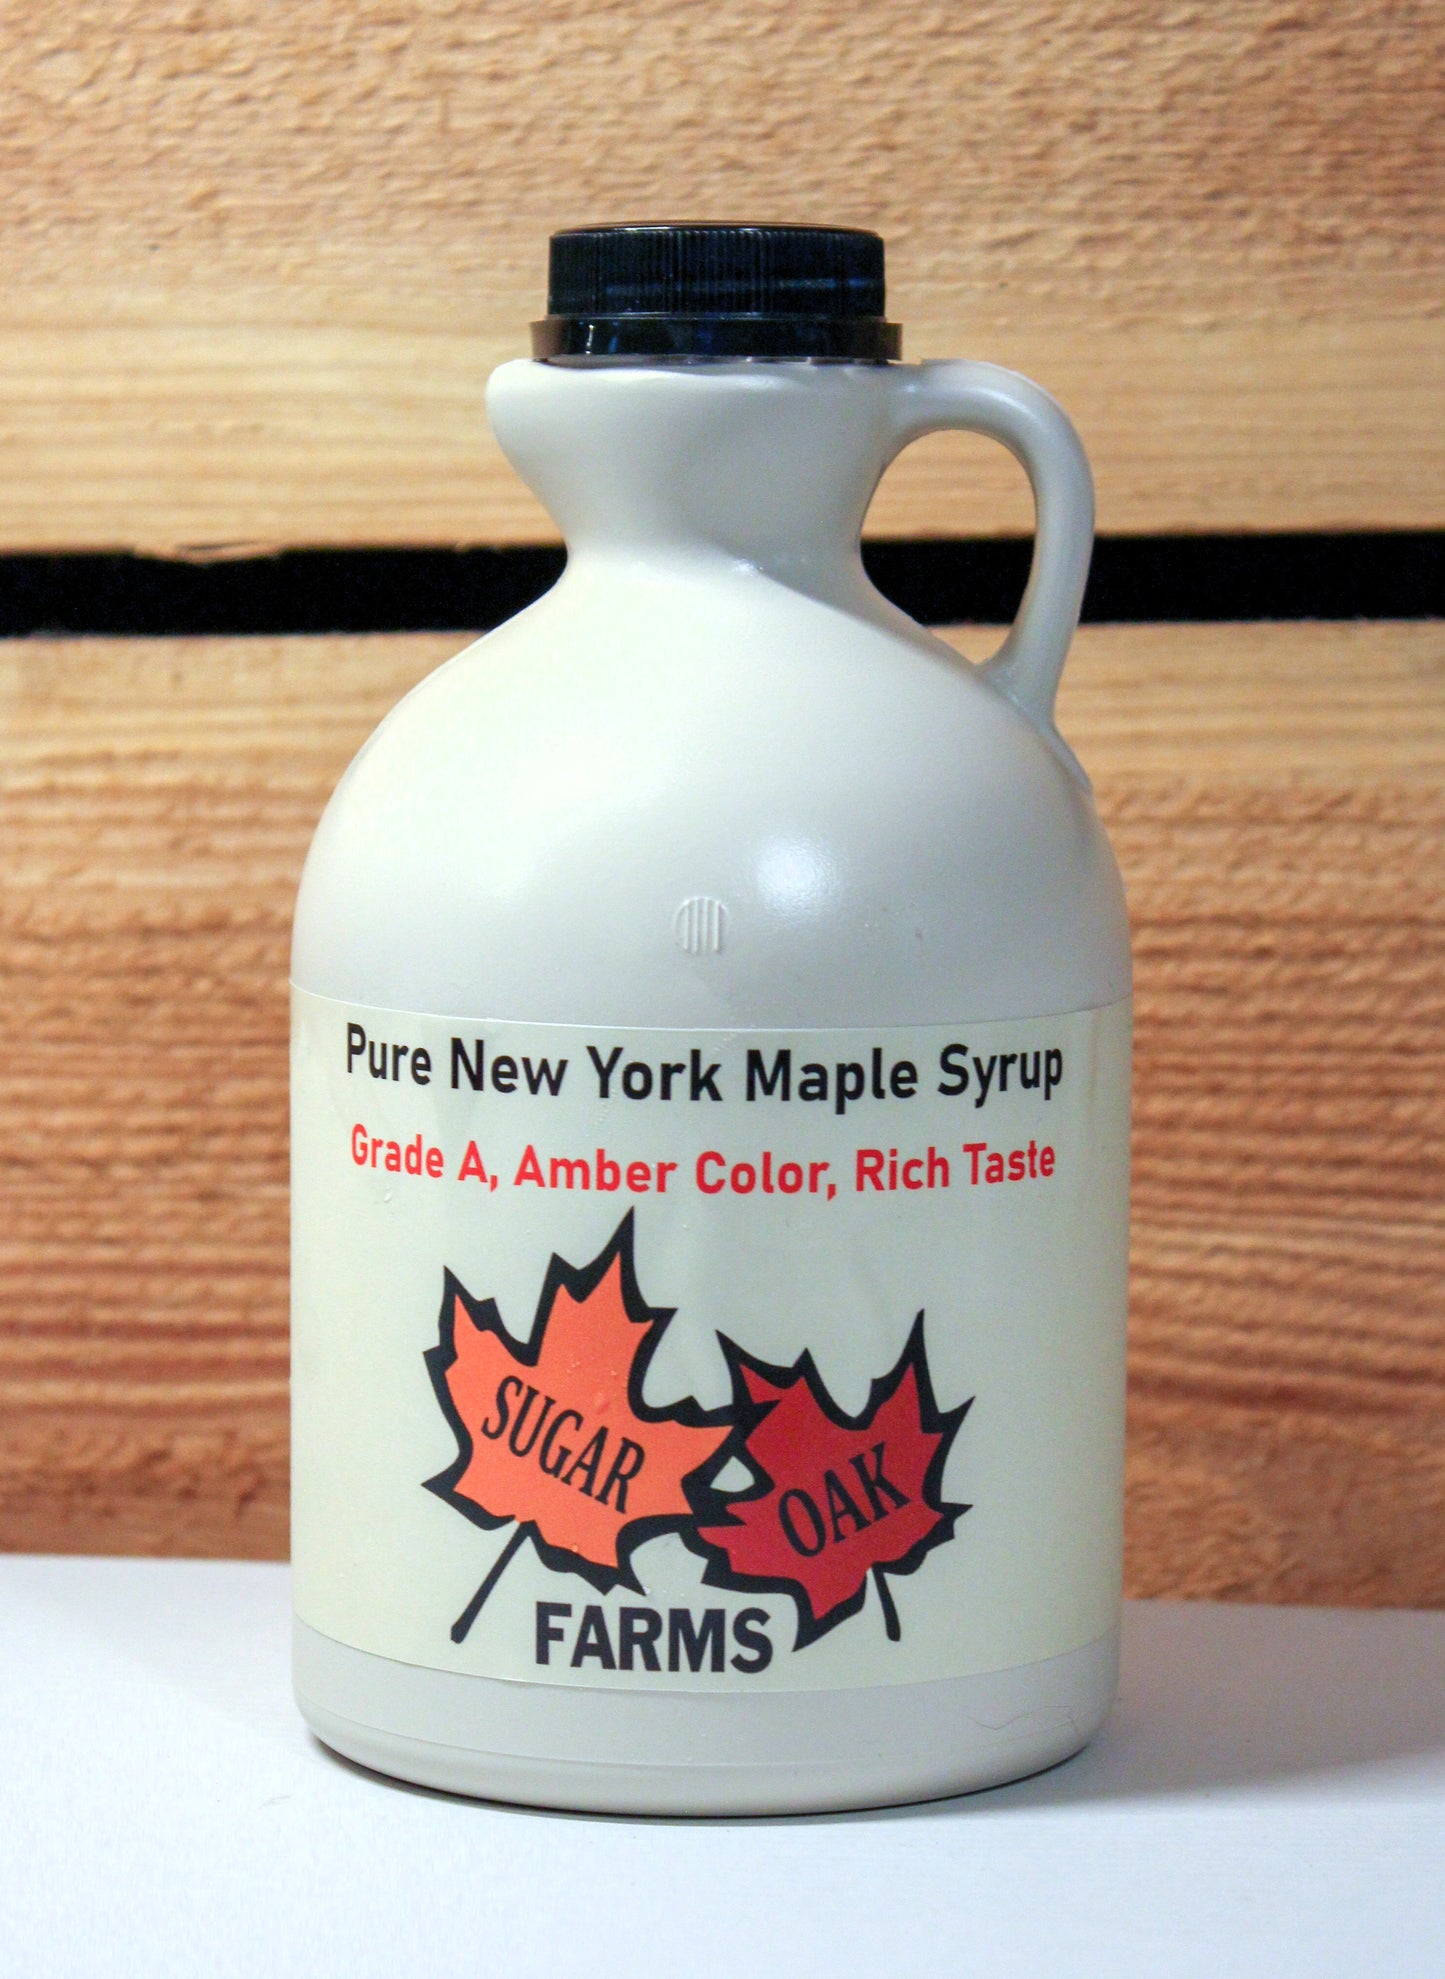 Pure New York Maple Syrup
Grade A, Amber Color, Rich Taste
SUGAR
OAK
FARMS